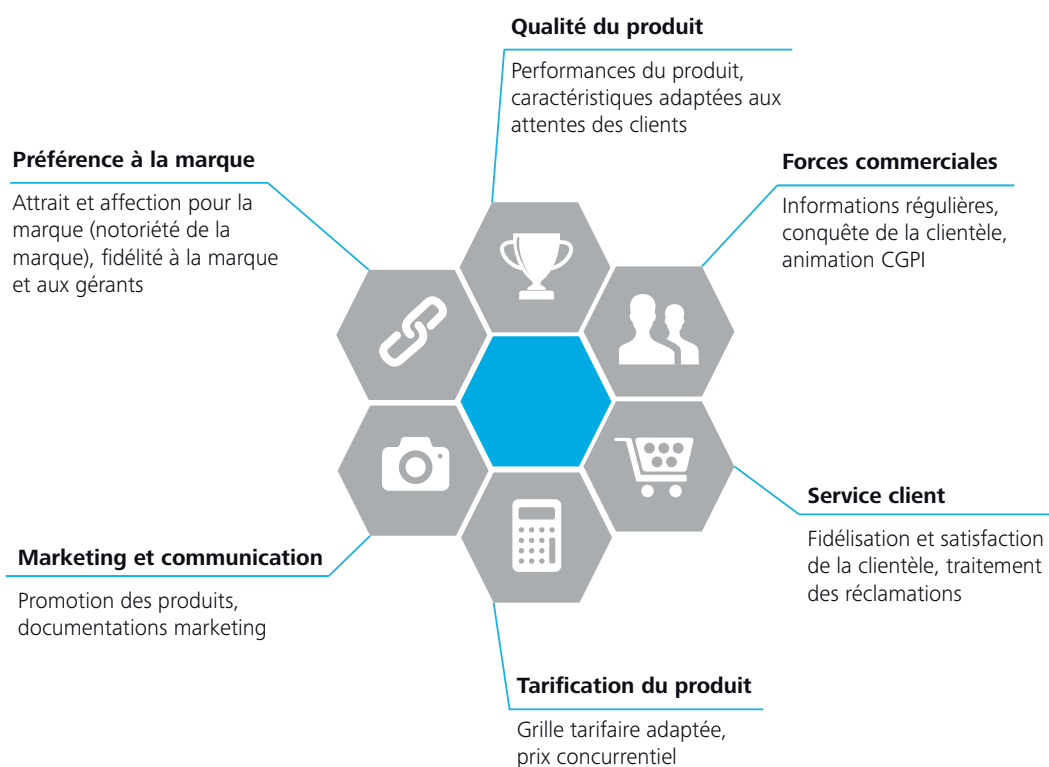 Qualité du produit
Performances du produit,
caractéristiques adaptées aux
attentes des clients
Préférence à la marque
Attrait et affection pour la
marque (notoriété de la
marque), fidélité à la marque
et aux gérants
Forces commerciales
Informations régulières,
conquête de la clientèle,
animation CGPI
Service client
Fidélisation et satisfaction
de la clientèle, traitement
des réclamations
Marketing et communication
Promotion des produits,
documentations marketing
Tarification du produit
Grille tarifaire adaptée,
prix concurrentiel